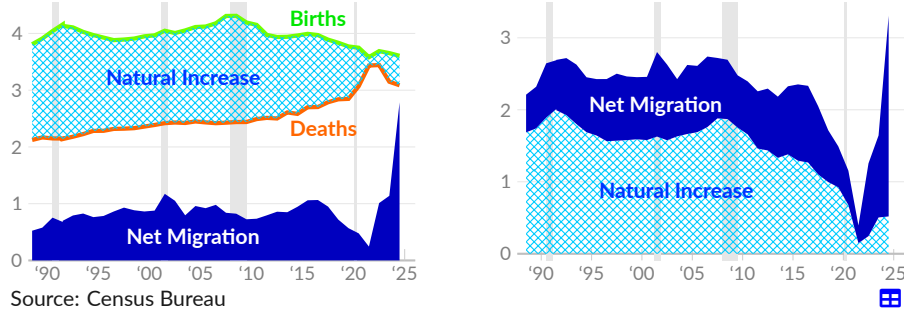 Births
4
Natural Increase
3
Deaths
2
1
Net Migration
0
‘90 ‘95 ‘00 ‘05 ‘10 ‘15 ‘20 ‘25
3
Net Migration
2
1
Natural Increase
0
‘90 ‘95 ‘00 ‘05 ‘10 ‘15 ‘20 ‘25
Source: Census Bureau